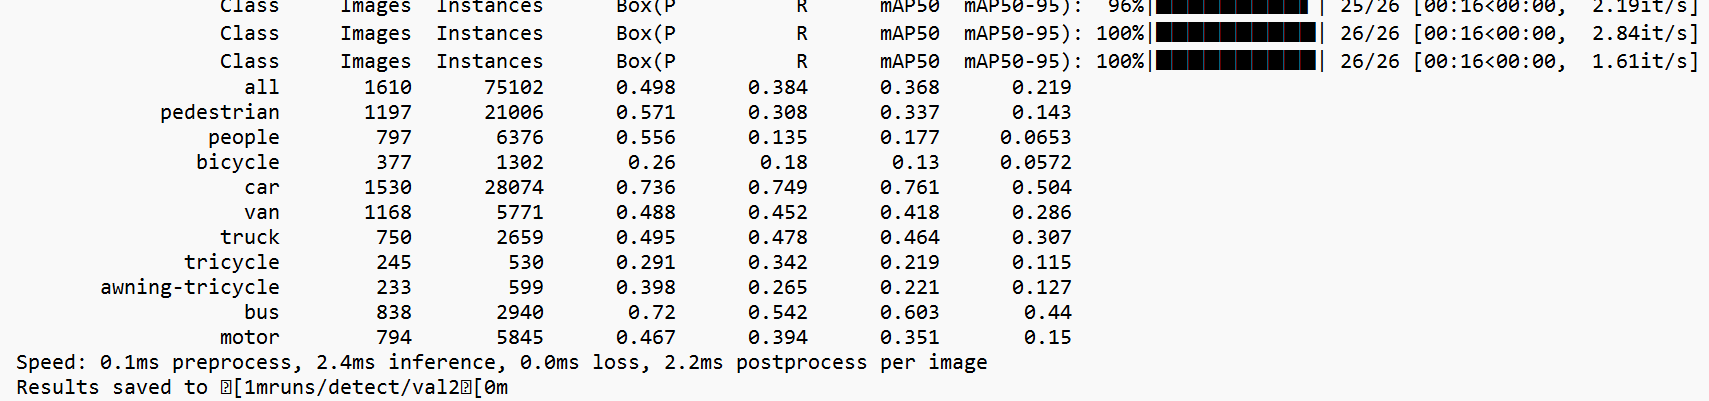 Class Images Instances Box(P R mAP50 mAP50-95): 96%|██████████| 25/26 [00:16<00:00, 2.19it/s]
Class Images Instances Box(P R mAP50 mAP50-95): 100%|██████████| 26/26 [00:16<00:00, 2.84it/s]
Class Images Instances Box(P R mAP50 mAP50-95): 100%|██████████| 26/26 [00:16<00:00, 1.61it/s]
all 1610 75102 0.498 0.384 0.368 0.219
pedestrian 1197 21006 0.571 0.308 0.337 0.143
people 797 6376 0.556 0.135 0.177 0.0653
bicycle 377 1302 0.26 0.18 0.13 0.0572
car 1530 28074 0.736 0.749 0.761 0.504
van 1168 5771 0.488 0.452 0.418 0.286
truck 750 2659 0.495 0.478 0.464 0.307
tricycle 245 530 0.291 0.342 0.219 0.115
awning-tricycle 233 599 0.398 0.265 0.221 0.127
bus 838 2940 0.72 0.542 0.603 0.44
motor 794 5845 0.467 0.394 0.351 0.15
Speed: 0.1ms preprocess, 2.4ms inference, 0.0ms loss, 2.2ms postprocess per image
Results saved to [1mruns/detect/val2[0m